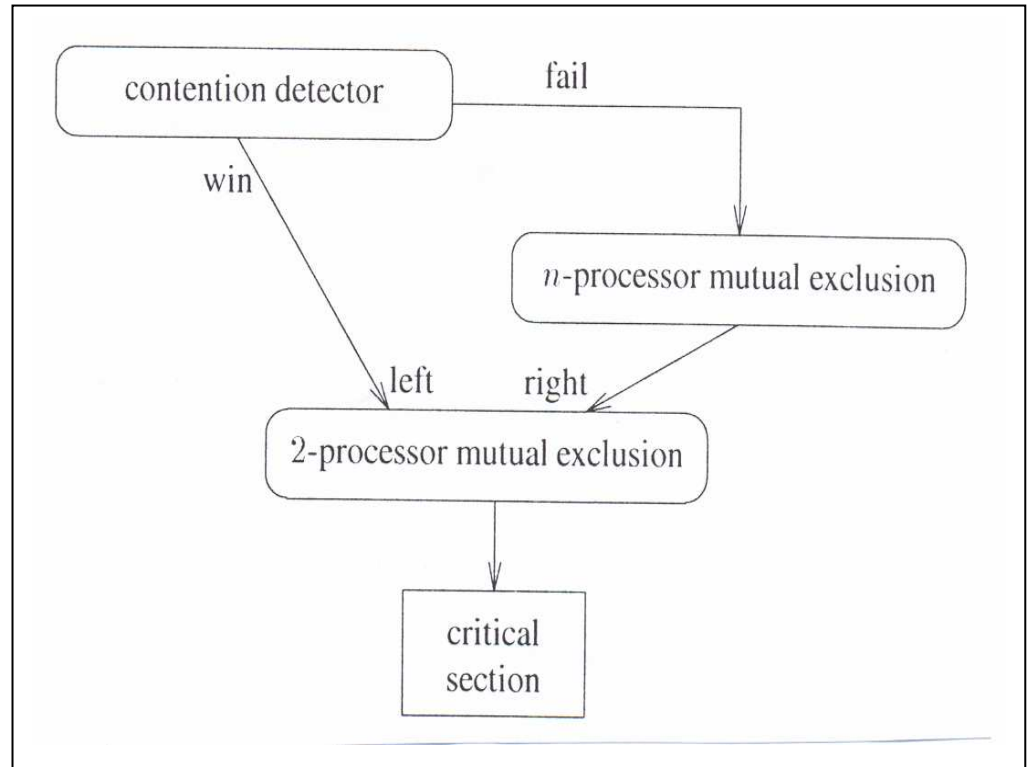 contention detector
fail
win
n-processor mutual exclusion
left
right
2-processor mutual exclusion
critical
section